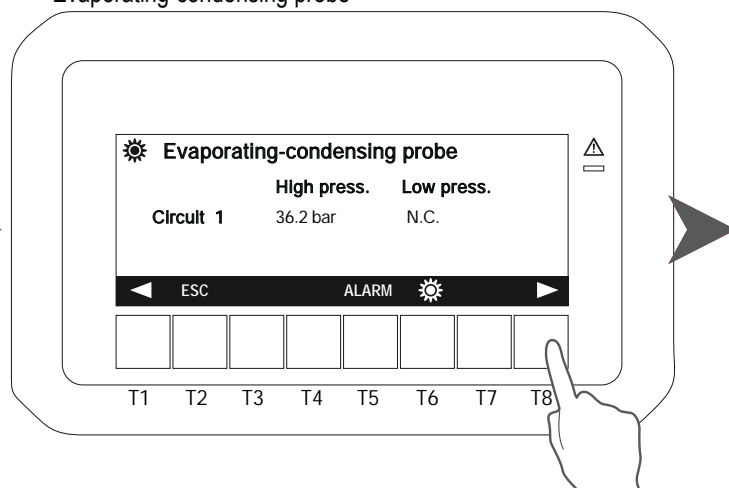 Evaporating-condensing probe
Evaporating-condensing probe
High press. Low press.
Circuit 1 36.2 bar N.C.
ESC ALARM
T1 T2 T3 T4 T5 T6 T7 T8